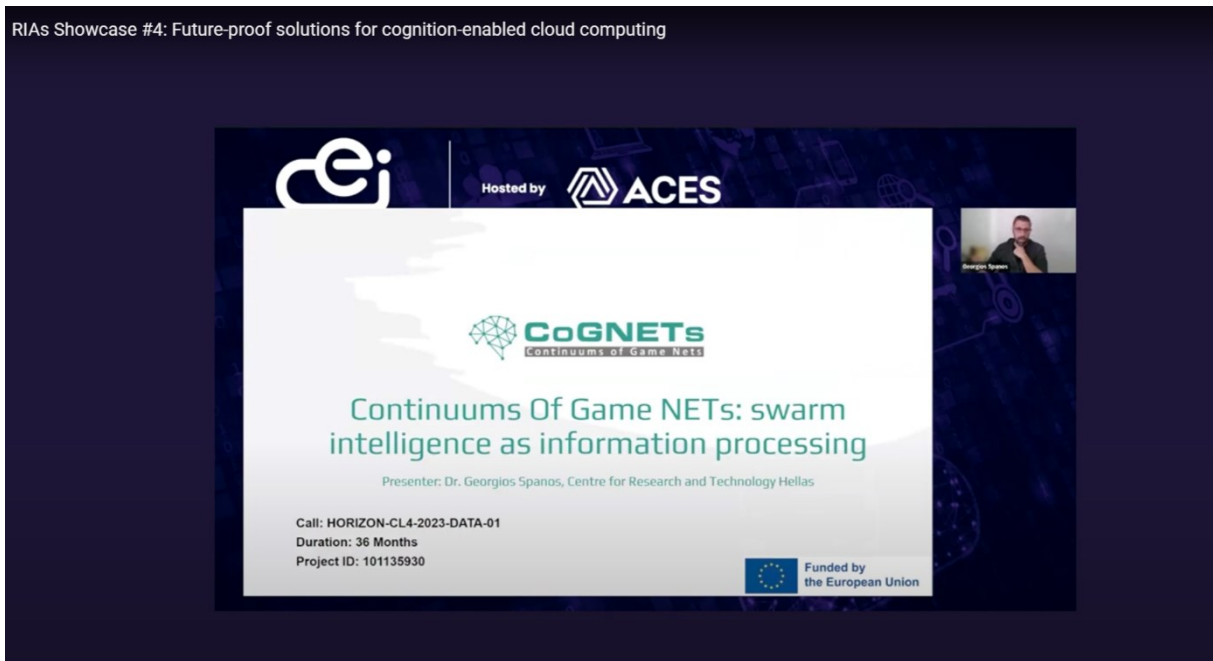 RIAs Showcase #4: Future-proof solutions for cognition-enabled cloud computing
cei
Hosted by ACES
Georgios Spanos
CoGNETs
Continuums of Game Nets
Continuums Of Game NETs: swarm
intelligence as information processing
Presenter: Dr. Georgios Spanos, Centre for Research and Technology Hellas
Call: HORIZON-CL4-2023-DATA-01
Duration: 36 Months
Project ID: 101135930
Funded by
the European Union